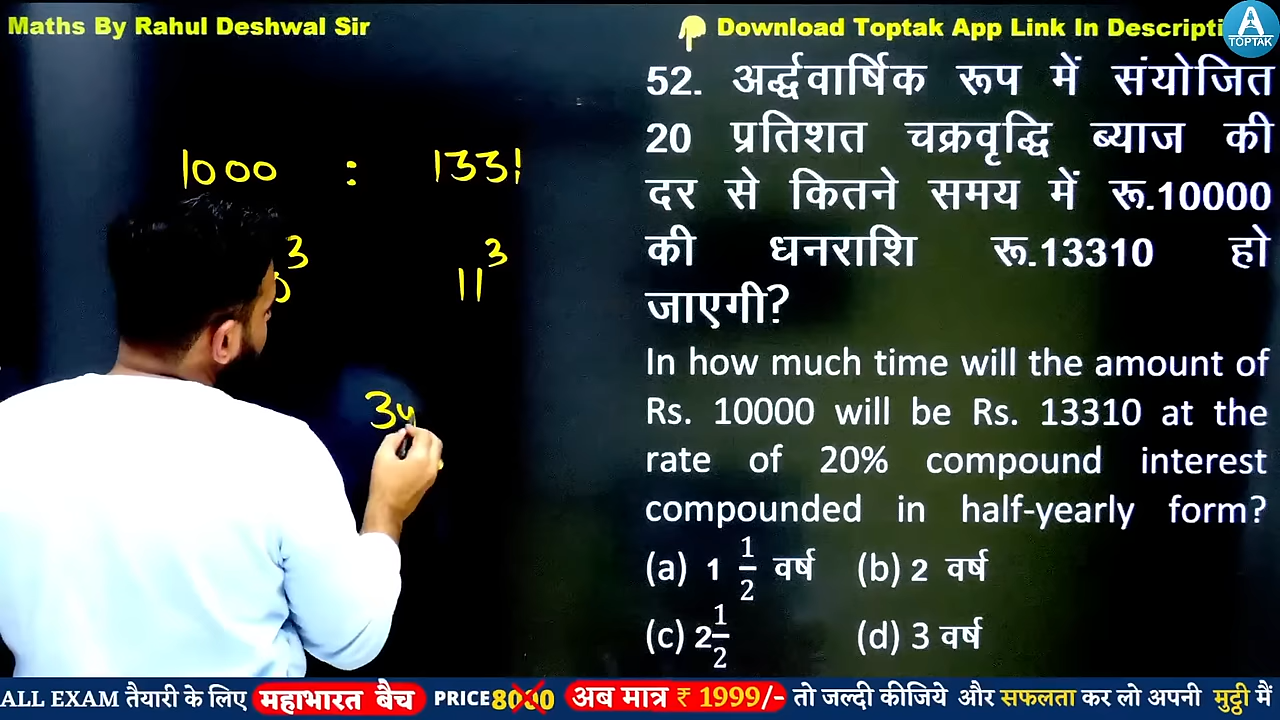 Maths By Rahul Deshwal Sir
Download Toptak App Link In Descripti
TOPTAK
52. अर्द्धवार्षिक रूप में संयोजित
20 प्रतिशत चक्रवृद्धि ब्याज की
दर से कितने समय में रू.10000
की धनराशि रू.13310 हो
जाएगी?
In how much time will the amount of
Rs. 10000 will be Rs. 13310 at the
rate of 20% compound interest
compounded in half-yearly form?
(a) 1 1/2 वर्ष (b) 2 वर्ष
(c) 2 1/2 (d) 3 वर्ष
1000 : 1331
11³
3y
ALL EXAM तैयारी के लिए महाभारत बैच PRICE 8000 अब मात्र ₹ 1999/- तो जल्दी कीजिये और सफलता कर लो अपनी मुट्ठी में